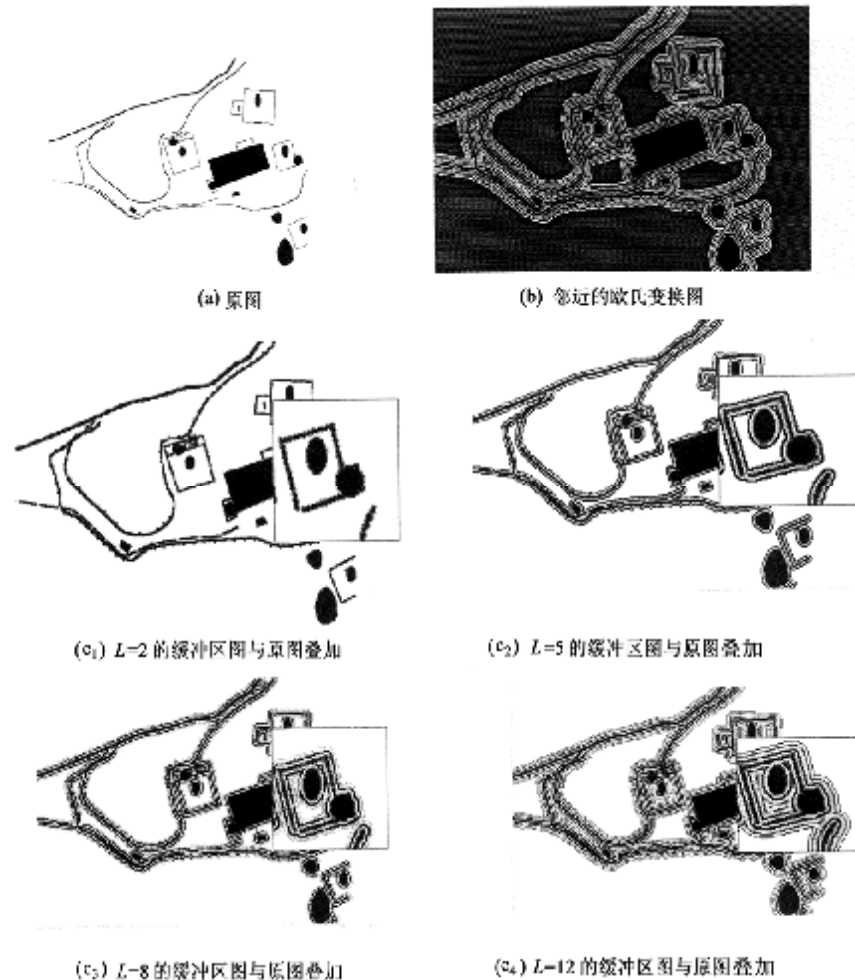 (a) 原图
(b) 邻近的欧氏变换图
(c₁) L=2 的缓冲区图与原图叠加
(c₂) L=5 的缓冲区图与原图叠加
(c₃) L=8 的缓冲区图与原图叠加
(c₄) L=12 的缓冲区图与原图叠加